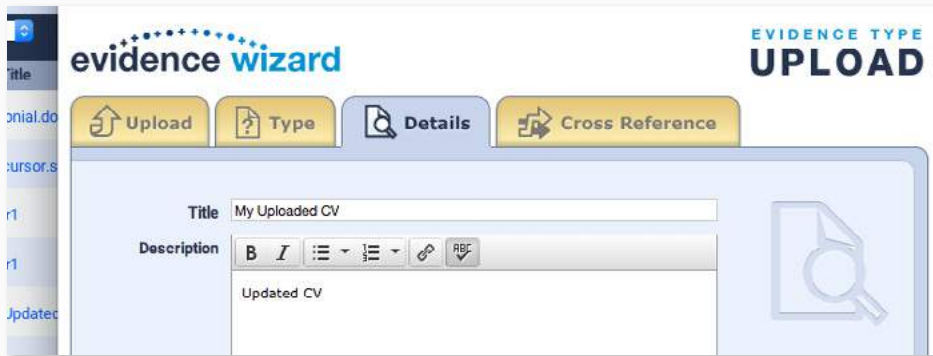 EVIDENCE TYPE
evidence wizard
UPLOAD
Title
Upload
Type
Details
Cross Reference
onial.do
cursor.s
r1
r1
Updated
Title
My Uploaded CV
Description
B I
ABC
Updated CV